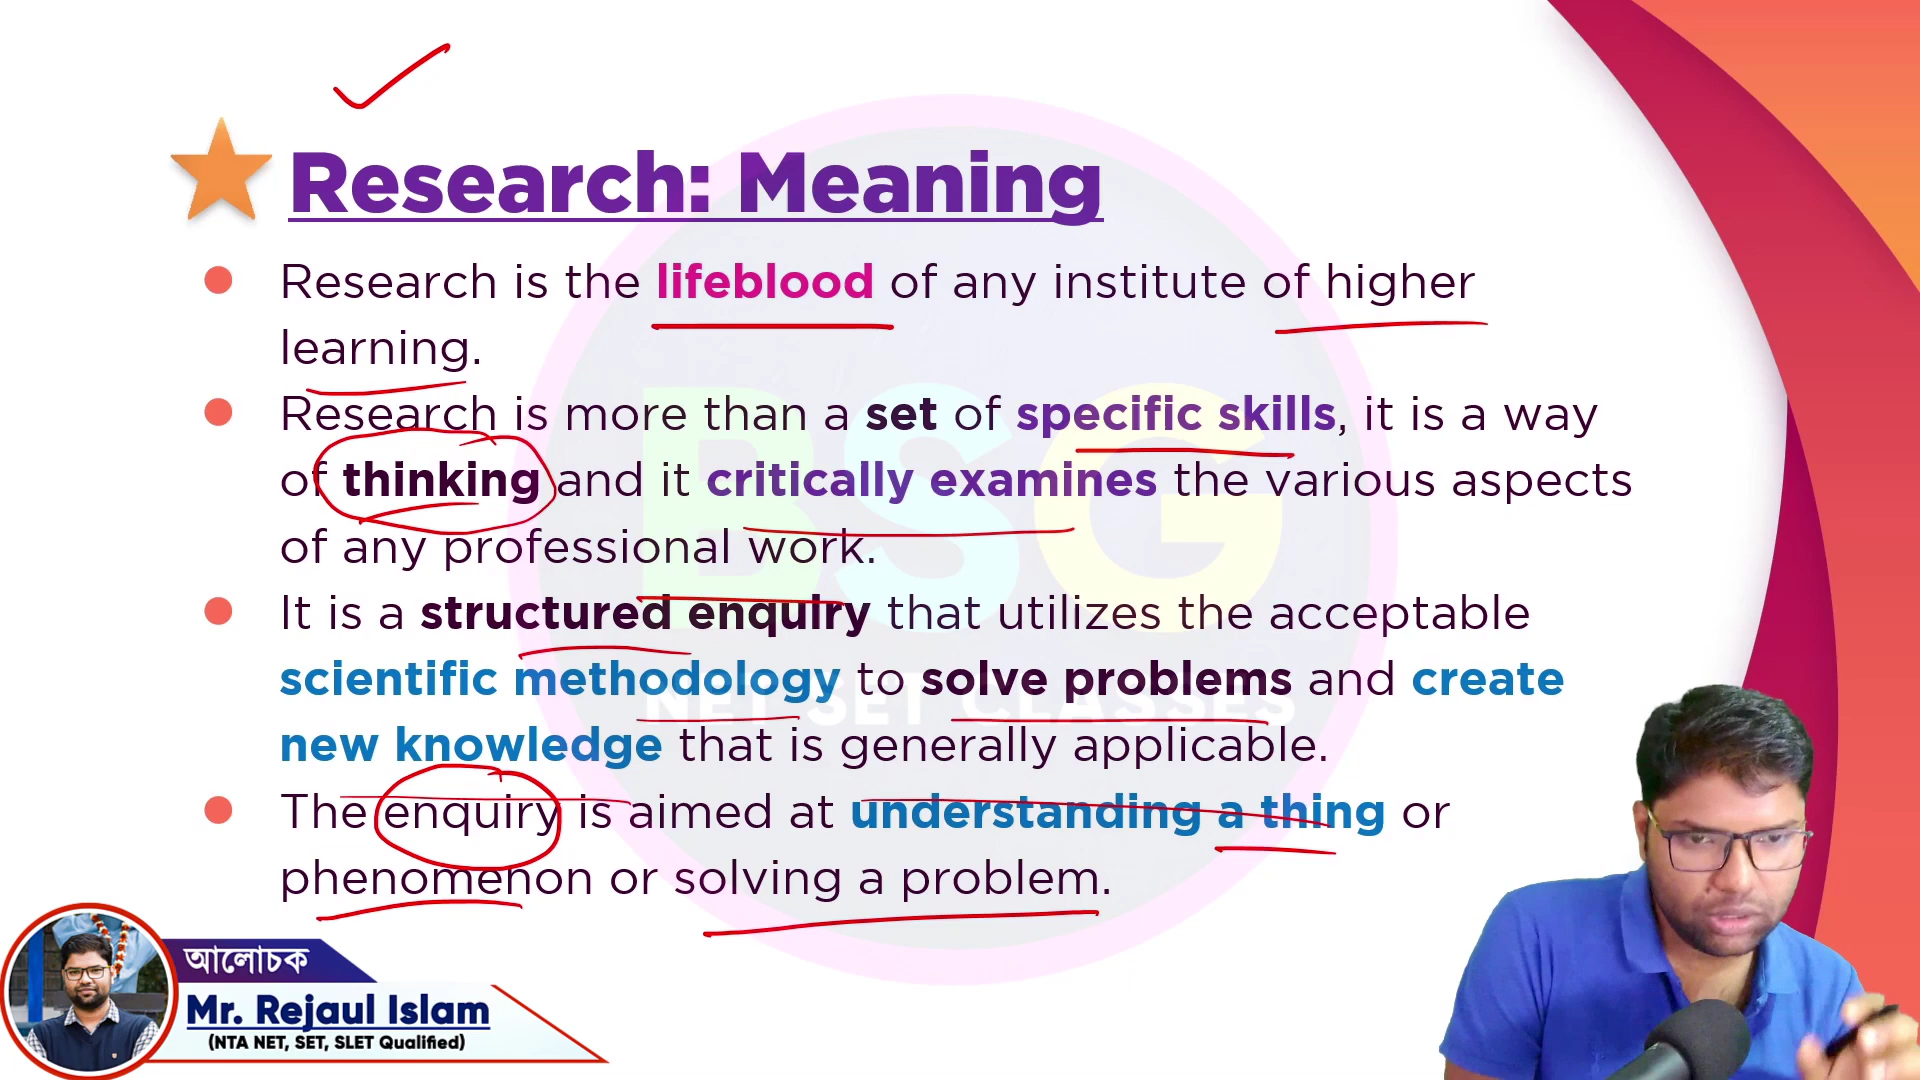 Research: Meaning
Research is the lifeblood of any institute of higher
learning.
Research is more than a set of specific skills, it is a way
of thinking and it critically examines the various aspects
of any professional work.
It is a structured enquiry that utilizes the acceptable
scientific methodology to solve problems and create
new knowledge that is generally applicable.
The enquiry is aimed at understanding a thing or
phenomenon or solving a problem.
BSG
NET SET CLASSES
আলোচক
Mr. Rejaul Islam
(NTA NET, SET, SLET Qualified)